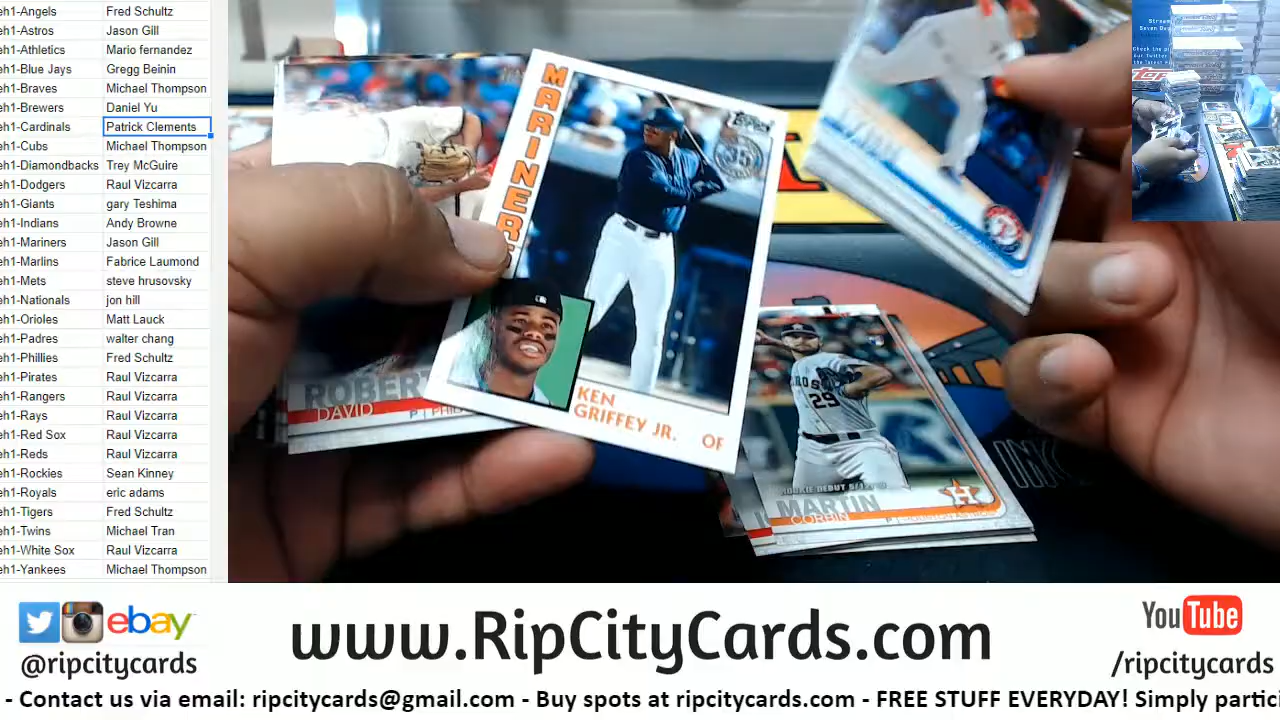 eh1-Angels Fred Schultz
eh1-Astros Jason Gill
eh1-Athletics Mario fernandez
eh1-Blue Jays Gregg Beinin
eh1-Braves Michael Thompson
eh1-Brewers Daniel Yu
eh1-Cardinals Patrick Clements
eh1-Cubs Michael Thompson
eh1-Diamondbacks Trey McGuire
eh1-Dodgers Raul Vizcarra
eh1-Giants gary Teshima
eh1-Indians Andy Browne
eh1-Mariners Jason Gill
eh1-Marlins Fabrice Laumond
eh1-Mets steve hrusovsky
eh1-Nationals jon hill
eh1-Orioles Matt Lauck
eh1-Padres walter chang
eh1-Phillies Fred Schultz
eh1-Pirates Raul Vizcarra
eh1-Rangers Raul Vizcarra
eh1-Rays Raul Vizcarra
eh1-Red Sox Raul Vizcarra
eh1-Reds Raul Vizcarra
eh1-Rockies Sean Kinney
eh1-Royals eric adams
eh1-Tigers Fred Schultz
eh1-Twins Michael Tran
eh1-White Sox Raul Vizcarra
eh1-Yankees Michael Thompson
MARINERS
Topps
35
KEN
GRIFFEY JR. OF
ROBER
DAVID
P | PHI
29
MARTIN
CORBIN
Topps
ebay
@ripcitycards
www.RipCityCards.com
YouTube
/ripcitycards
- Contact us via email: ripcitycards@gmail.com - Buy spots at ripcitycards.com - FREE STUFF EVERYDAY! Simply partici